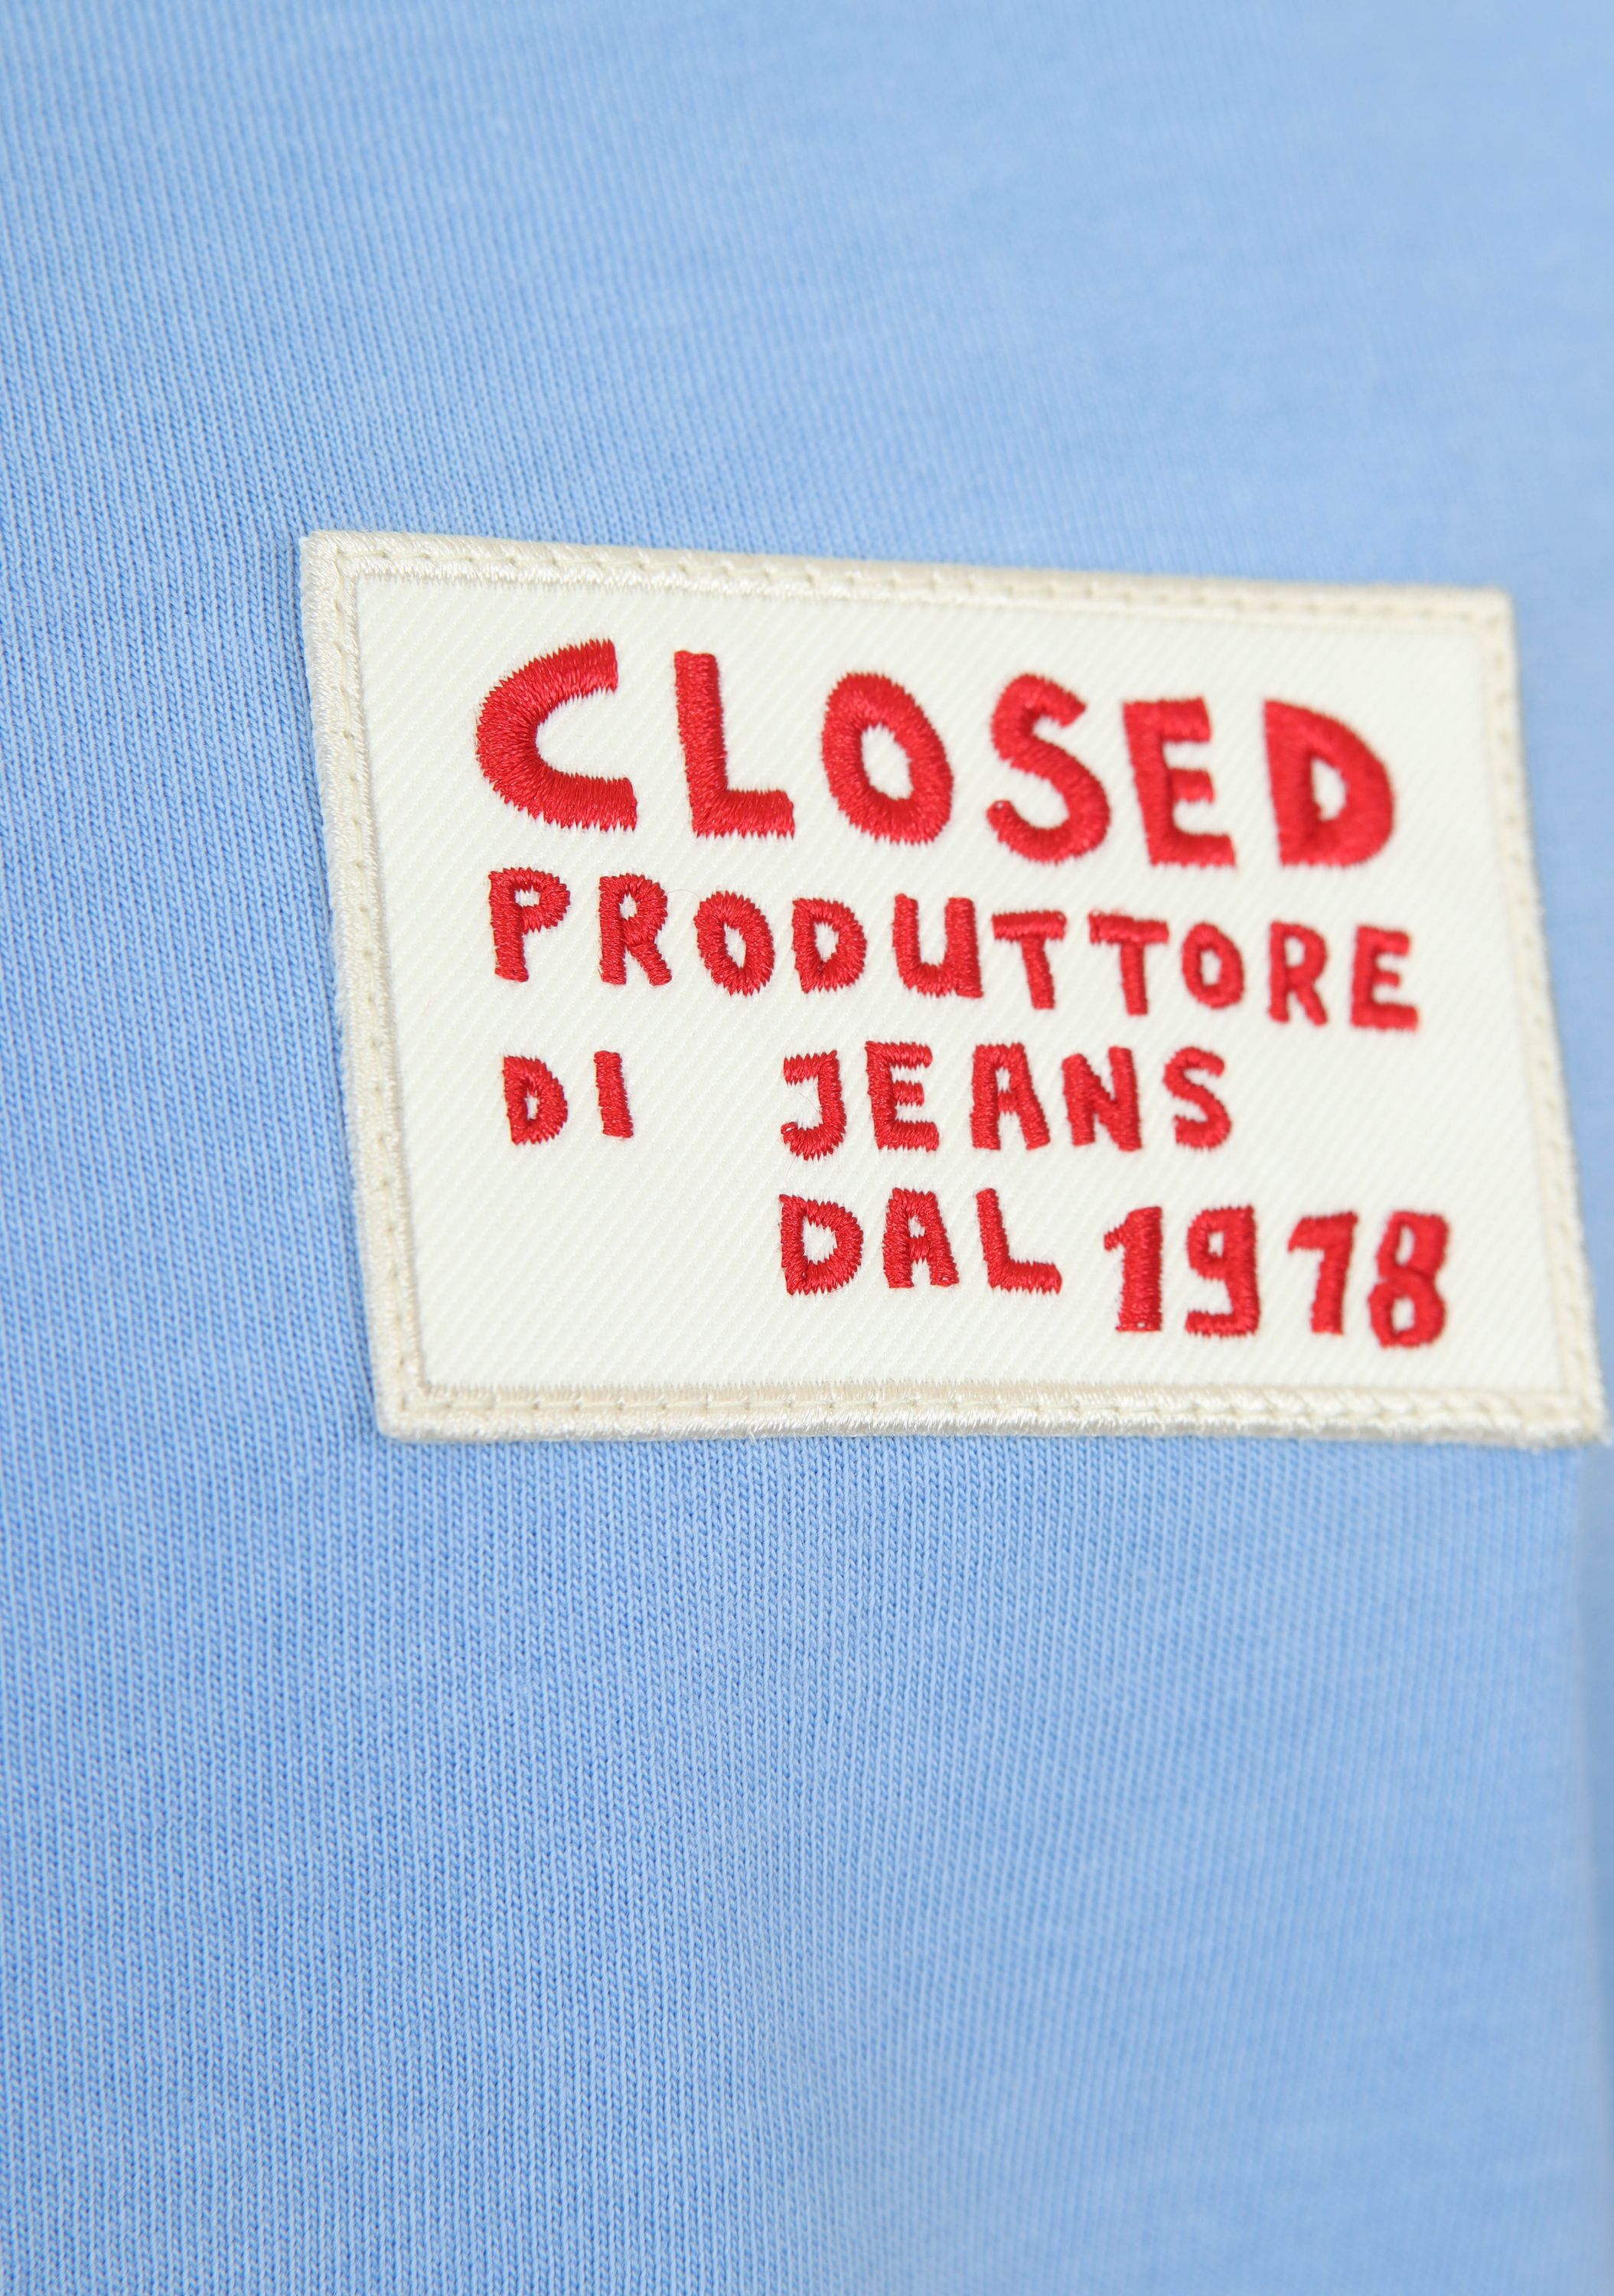 CLOSED
PRODUTTORE
DI JEANS
DAL 1978